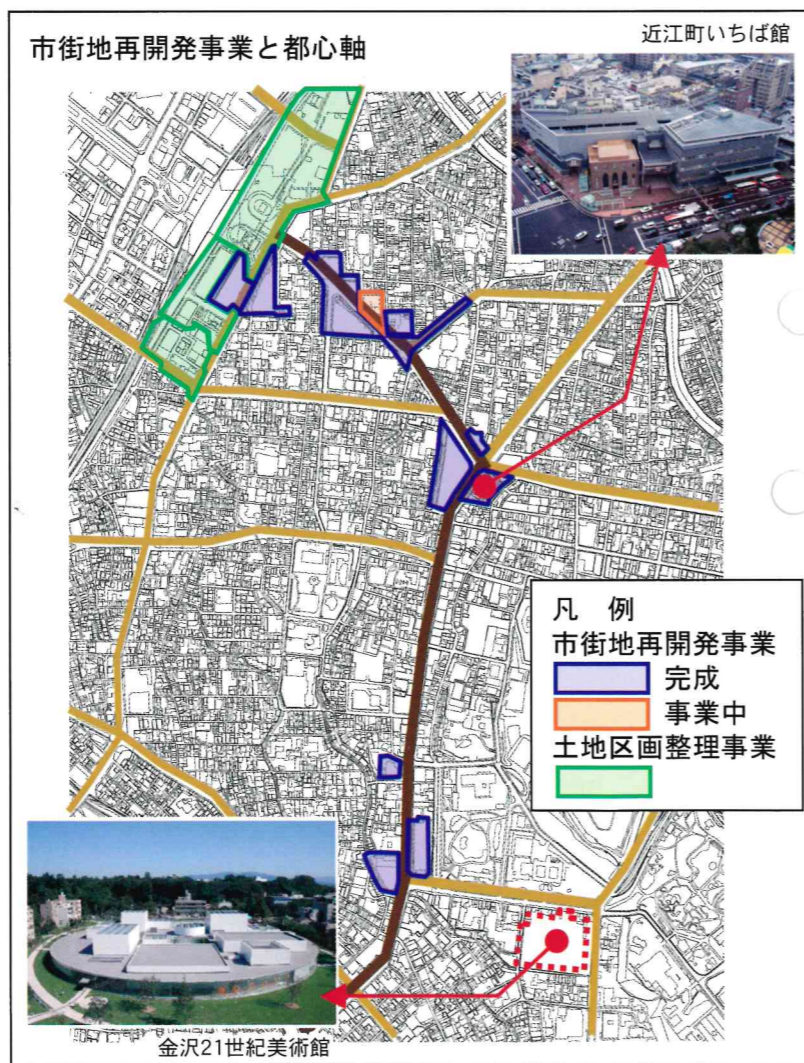 市街地再開発事業と都心軸
近江町いちば館
凡 例
市街地再開発事業
完成
事業中
土地区画整理事業
金沢21世紀美術館